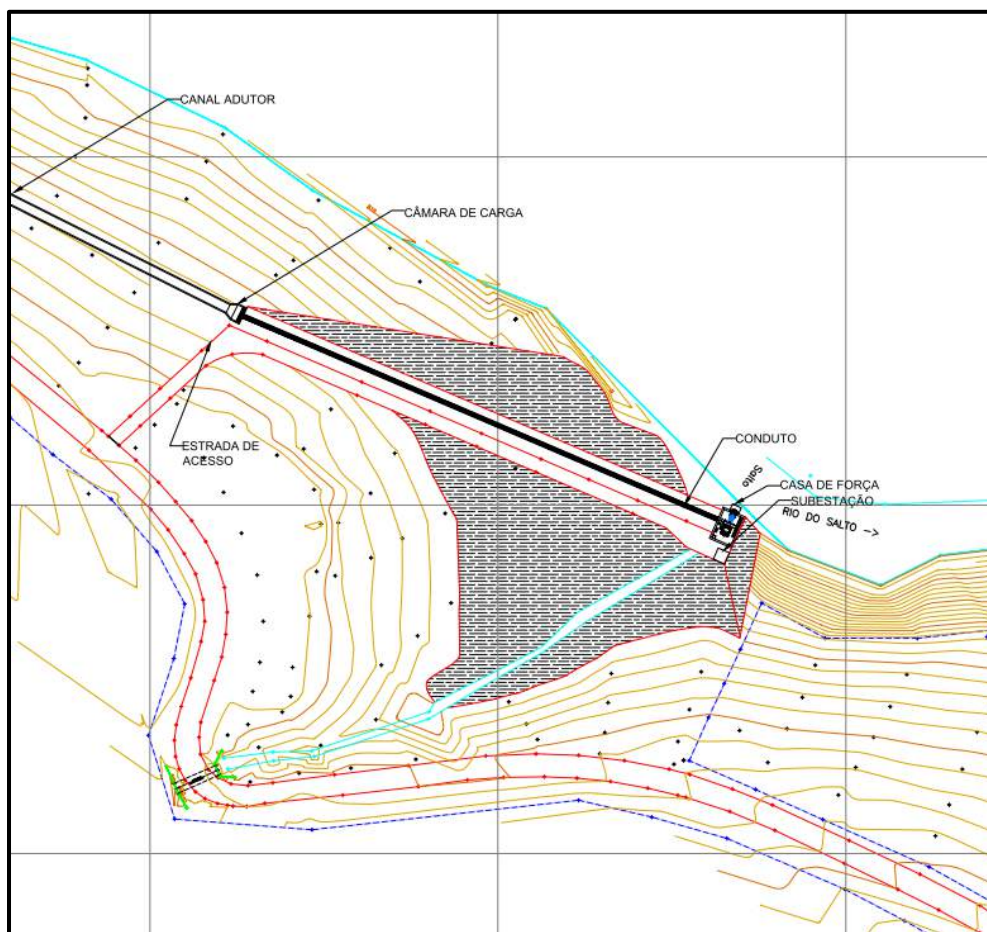 CANAL ADUTOR
CÂMARA DE CARGA
ESTRADA DE
ACESSO
CONDUTO
Salto
CASA DE FORÇA
SUBESTAÇÃO
RIO DO SALTO ->